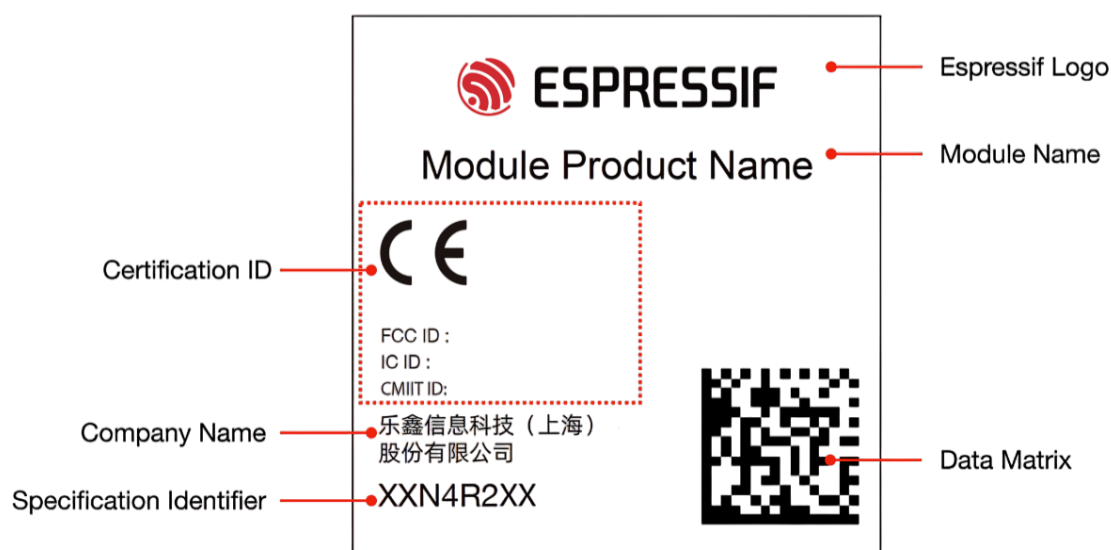 ESPRESSIF
Espressif Logo
Module Product Name
Module Name
Certification ID
CE
FCC ID :
IC ID :
CMIIT ID:
Company Name
乐鑫信息科技（上海）
股份有限公司
Data Matrix
Specification Identifier
XXN4R2XX